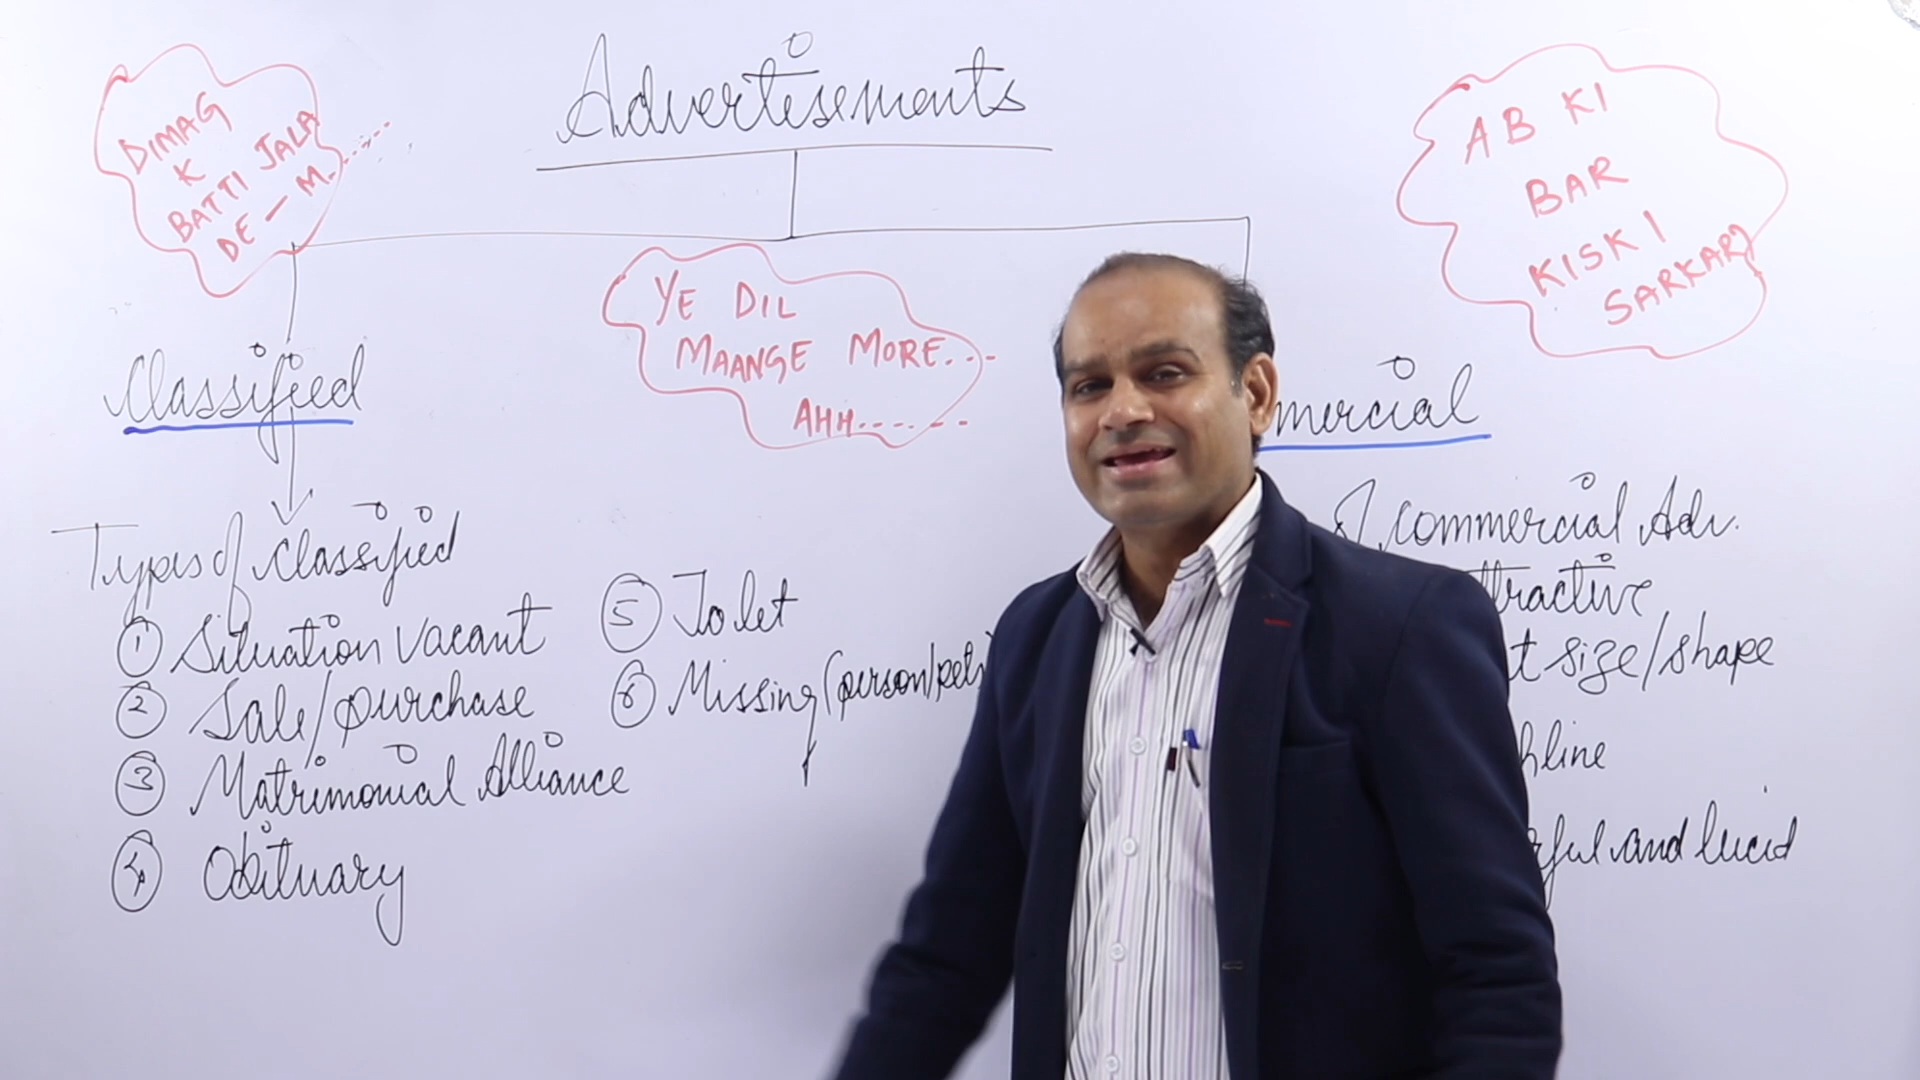 Advertisements
DIMAG
K
BATTI JALA
DE - M.....
YE DIL
MAANGE MORE...
AHH.......
AB KI
BAR
KISKI
SARKAR?
Classified
mercial
Types of Classified
① Situation vacant
② Sale/purchase
③ Matrimonial Alliance
④ Obituary
⑤ To let
⑥ Missing (person/pets)
commercial Adv.
ttractive
t size/shape
hline
rful and lucid